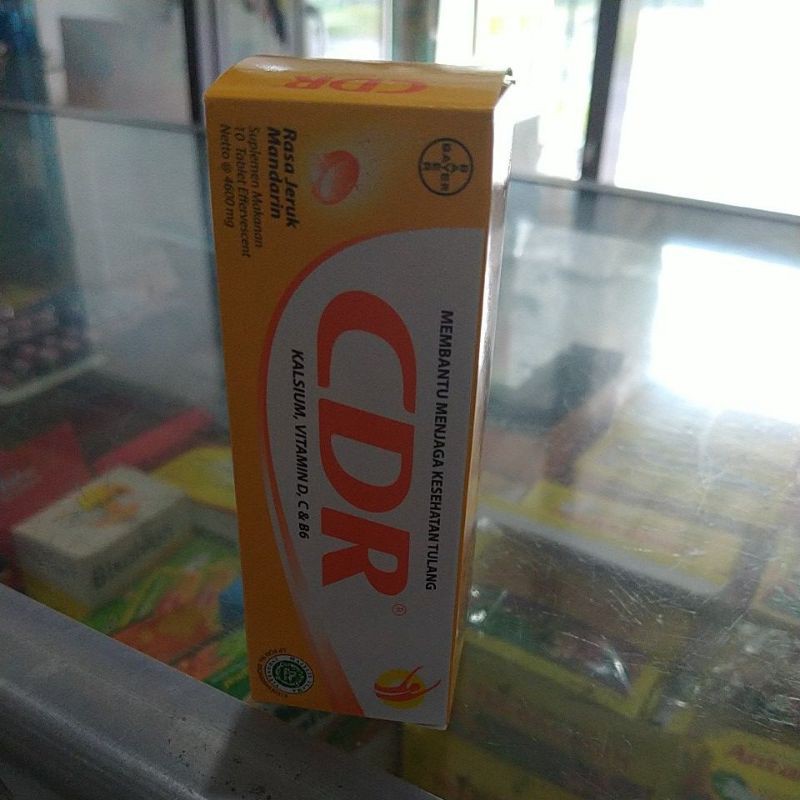 CDR
Rasa Jeruk
Mandarin
Suplemen Makanan
10 Tablet Effervescent
Netto @ 4600 mg
BAYER
BAYER
MEMBANTU MENJAGA KESEHATAN TULANG
CDR®
KALSIUM, VITAMIN D, C & B6